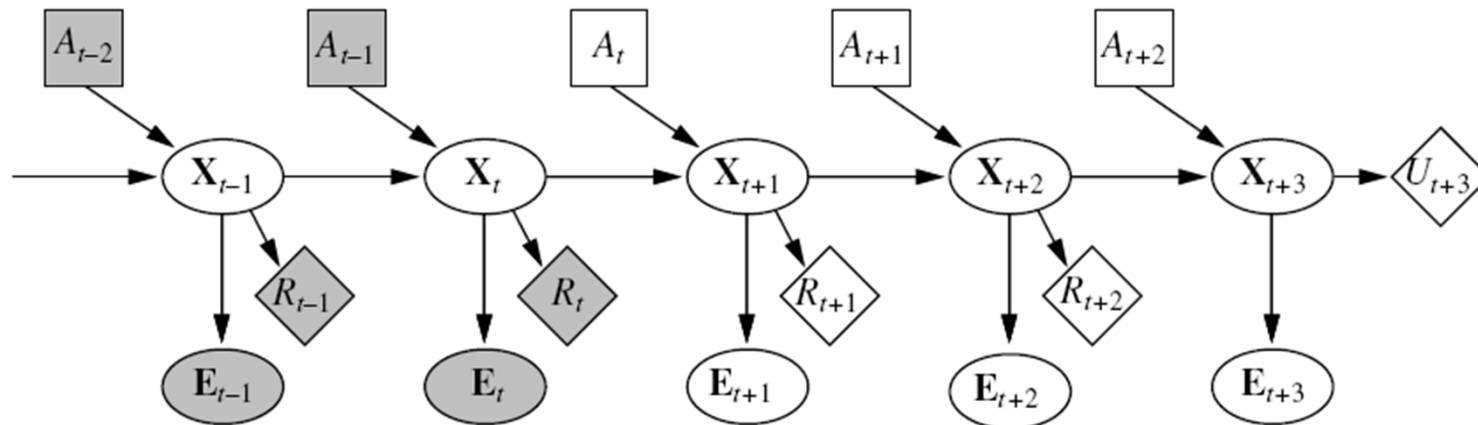 A_{t−2} A_{t−1} A_t A_{t+1} A_{t+2}
X_{t−1} X_t X_{t+1} X_{t+2} X_{t+3} U_{t+3}
R_{t−1} R_t R_{t+1} R_{t+2}
E_{t−1} E_t E_{t+1} E_{t+2} E_{t+3}